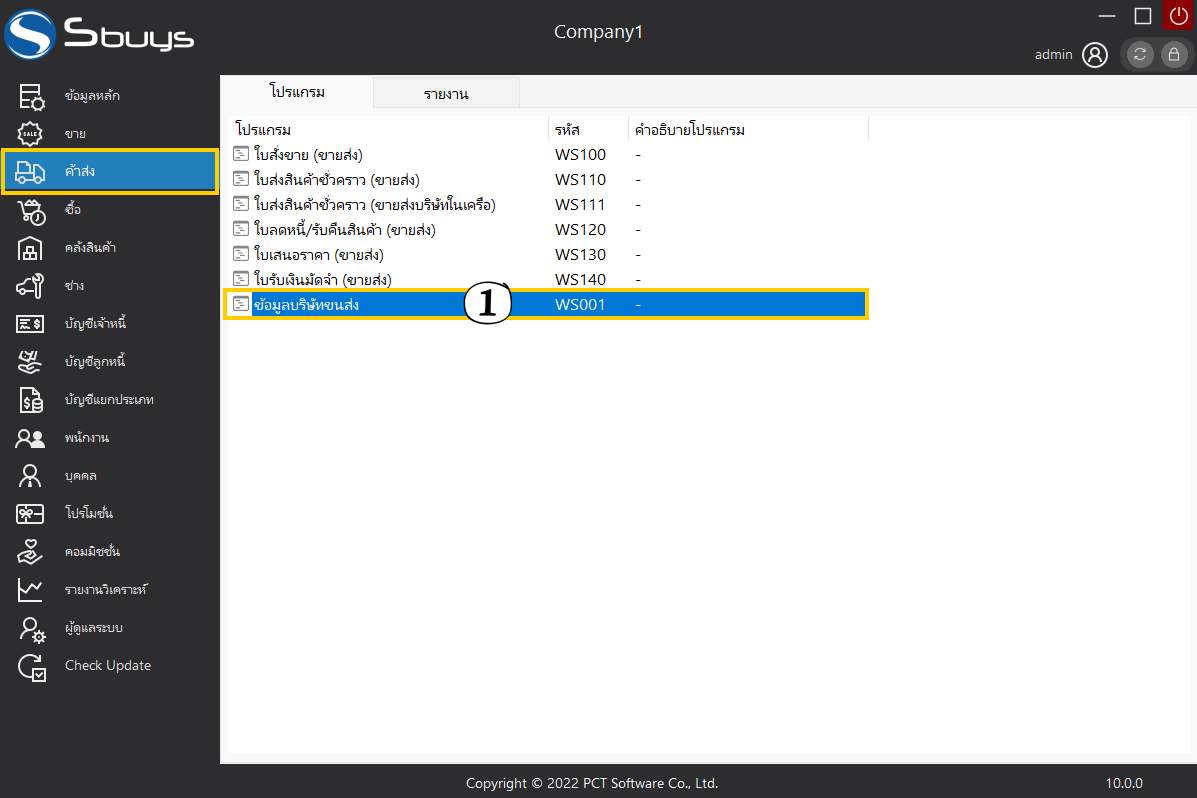 Sbuys
Company1
admin
ข้อมูลหลัก
ขาย
SALE
ค้าส่ง
ซื้อ
คลังสินค้า
ช่าง
บัญชีเจ้าหนี้
บัญชีลูกหนี้
บัญชีแยกประเภท
พนักงาน
บุคคล
โปรโมชั่น
คอมมิชชั่น
รายงานวิเคราะห์
ผู้ดูแลระบบ
Check Update
โปรแกรม รายงาน
โปรแกรม รหัส คำอธิบายโปรแกรม
ใบสั่งขาย (ขายส่ง) WS100 -
ใบส่งสินค้าชั่วคราว (ขายส่ง) WS110 -
ใบส่งสินค้าชั่วคราว (ขายส่งบริษัทในเครือ) WS111 -
ใบลดหนี้/รับคืนสินค้า (ขายส่ง) WS120 -
ใบเสนอราคา (ขายส่ง) WS130 -
ใบรับเงินมัดจำ (ขายส่ง) WS140 -
ข้อมูลบริษัทขนส่ง 1 WS001 -
Copyright © 2022 PCT Software Co., Ltd. 10.0.0